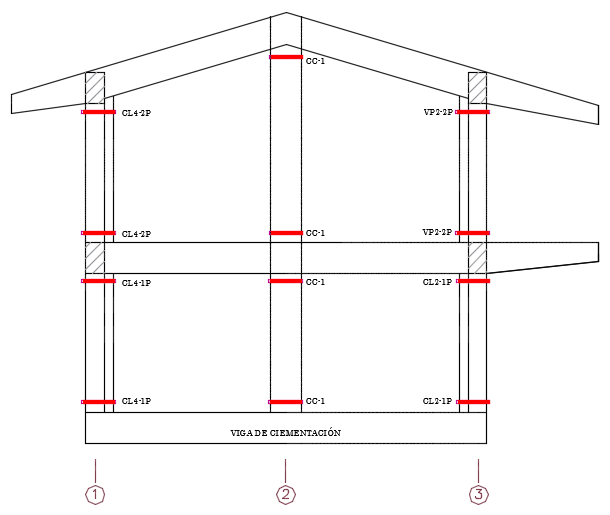 CC-1
CL4-2P
VP2-2P
CL4-2P
CC-1
VP2-2P
CL4-1P
CC-1
CL2-1P
CL4-1P
CC-1
CL2-1P
VIGA DE CIEMENTACIÓN
1
2
3